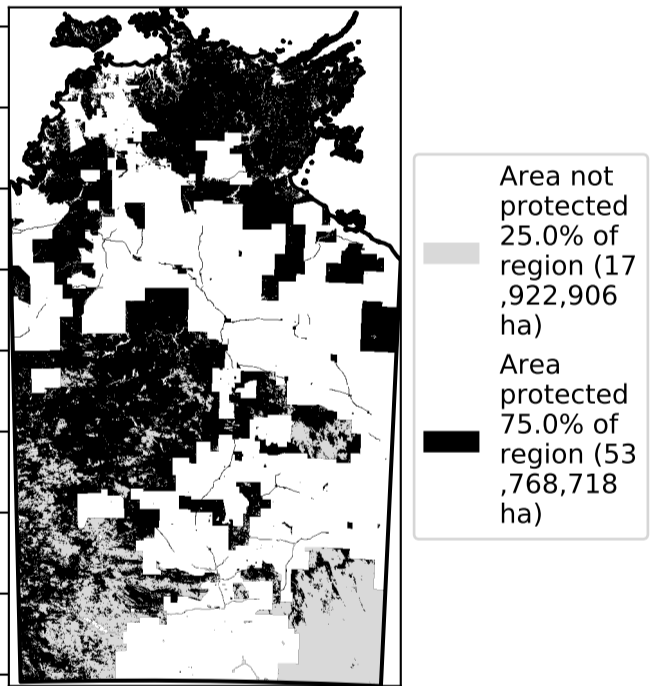 Area not
protected
25.0% of
region (17
,922,906
ha)
Area
protected
75.0% of
region (53
,768,718
ha)